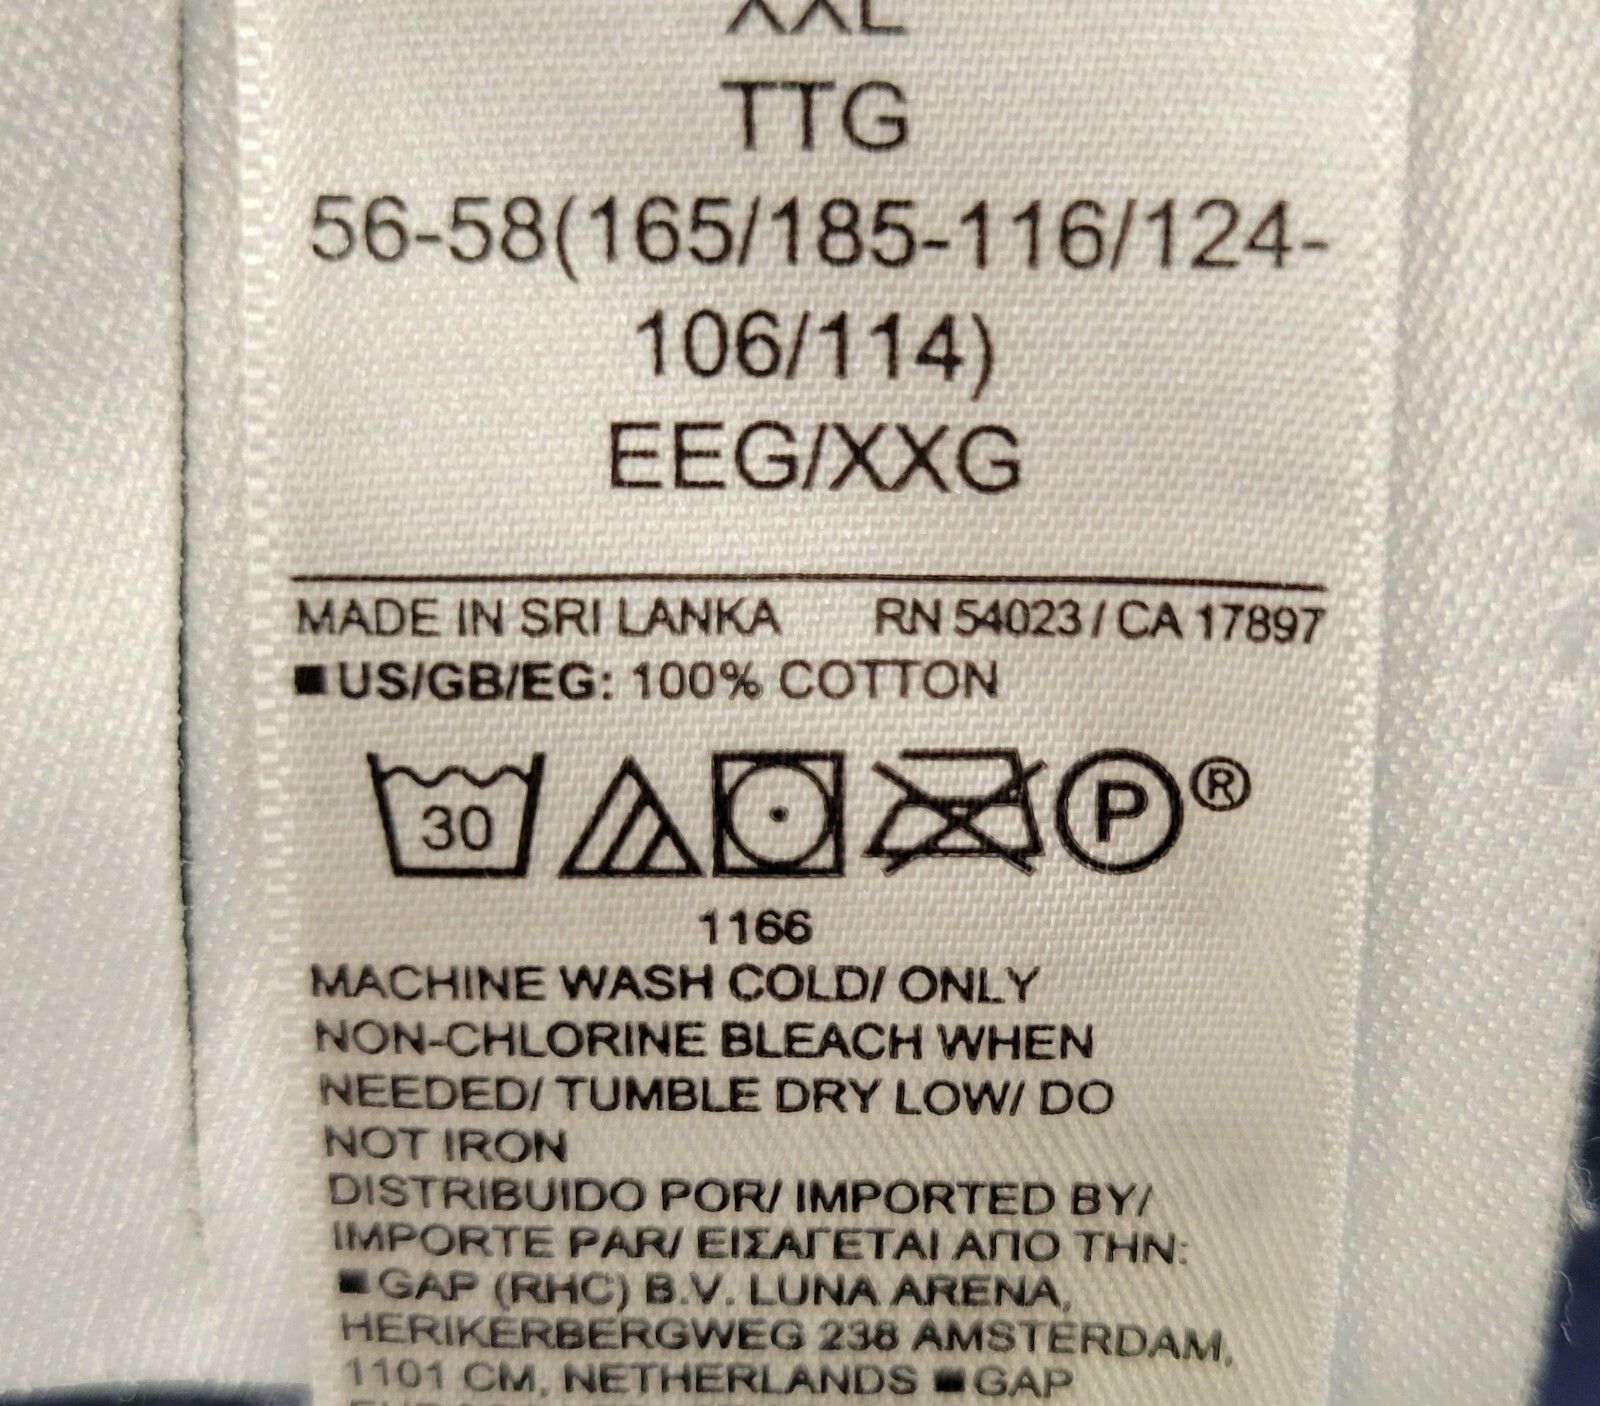 XXL
TTG
56-58(165/185-116/124-
106/114)
EEG/XXG
MADE IN SRI LANKA RN 54023 / CA 17897
■US/GB/EG: 100% COTTON
30 P ®
1166
MACHINE WASH COLD/ ONLY
NON-CHLORINE BLEACH WHEN
NEEDED/ TUMBLE DRY LOW/ DO
NOT IRON
DISTRIBUIDO POR/ IMPORTED BY/
IMPORTE PAR/ ΕΙΣΑΓΕΤΑΙ ΑΠΟ ΤΗΝ:
■GAP (RHC) B.V. LUNA ARENA,
HERIKERBERGWEG 238 AMSTERDAM,
1101 CM, NETHERLANDS ■GAP